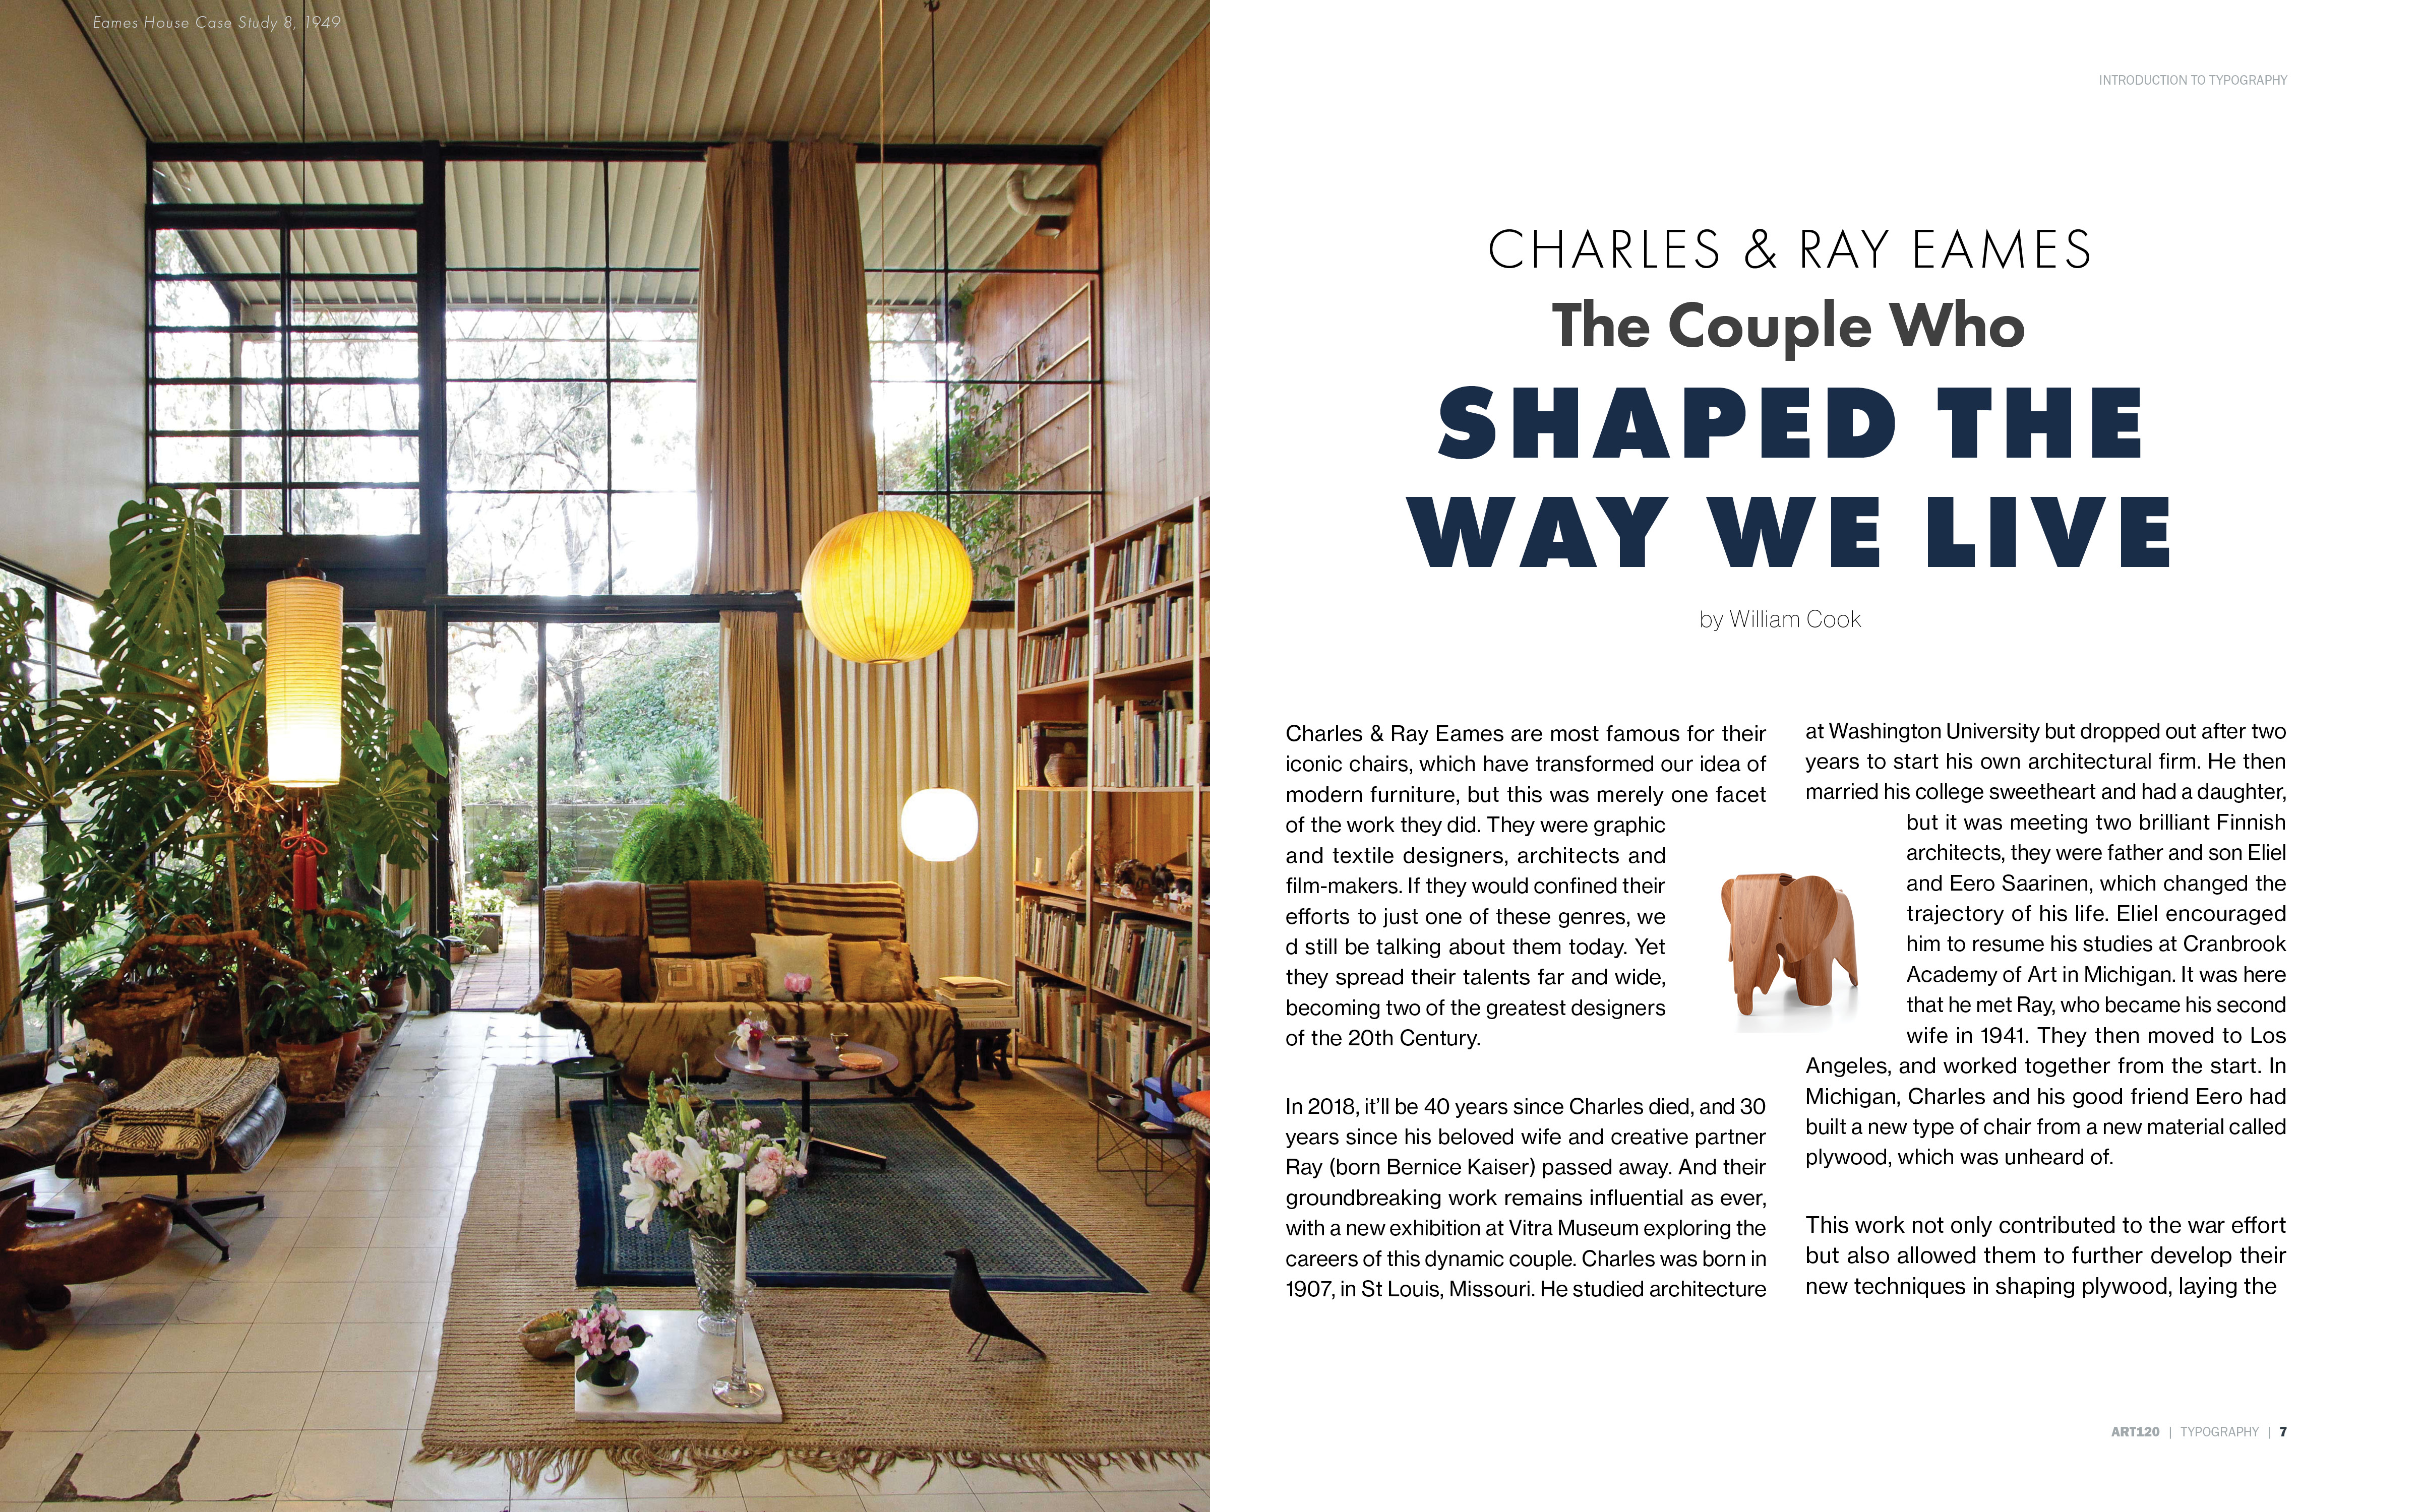 Eames House Case Study 8, 1949
INTRODUCTION TO TYPOGRAPHY
CHARLES & RAY EAMES
The Couple Who
SHAPED THE
WAY WE LIVE
by William Cook
Charles & Ray Eames are most famous for their
iconic chairs, which have transformed our idea of
modern furniture, but this was merely one facet
of the work they did. They were graphic
and textile designers, architects and
film-makers. If they would confined their
efforts to just one of these genres, we
d still be talking about them today. Yet
they spread their talents far and wide,
becoming two of the greatest designers
of the 20th Century.
In 2018, it’ll be 40 years since Charles died, and 30
years since his beloved wife and creative partner
Ray (born Bernice Kaiser) passed away. And their
groundbreaking work remains influential as ever,
with a new exhibition at Vitra Museum exploring the
careers of this dynamic couple. Charles was born in
1907, in St Louis, Missouri. He studied architecture
at Washington University but dropped out after two
years to start his own architectural firm. He then
married his college sweetheart and had a daughter,
but it was meeting two brilliant Finnish
architects, they were father and son Eliel
and Eero Saarinen, which changed the
trajectory of his life. Eliel encouraged
him to resume his studies at Cranbrook
Academy of Art in Michigan. It was here
that he met Ray, who became his second
wife in 1941. They then moved to Los
Angeles, and worked together from the start. In
Michigan, Charles and his good friend Eero had
built a new type of chair from a new material called
plywood, which was unheard of.
This work not only contributed to the war effort
but also allowed them to further develop their
new techniques in shaping plywood, laying the
ART120 | TYPOGRAPHY | 7